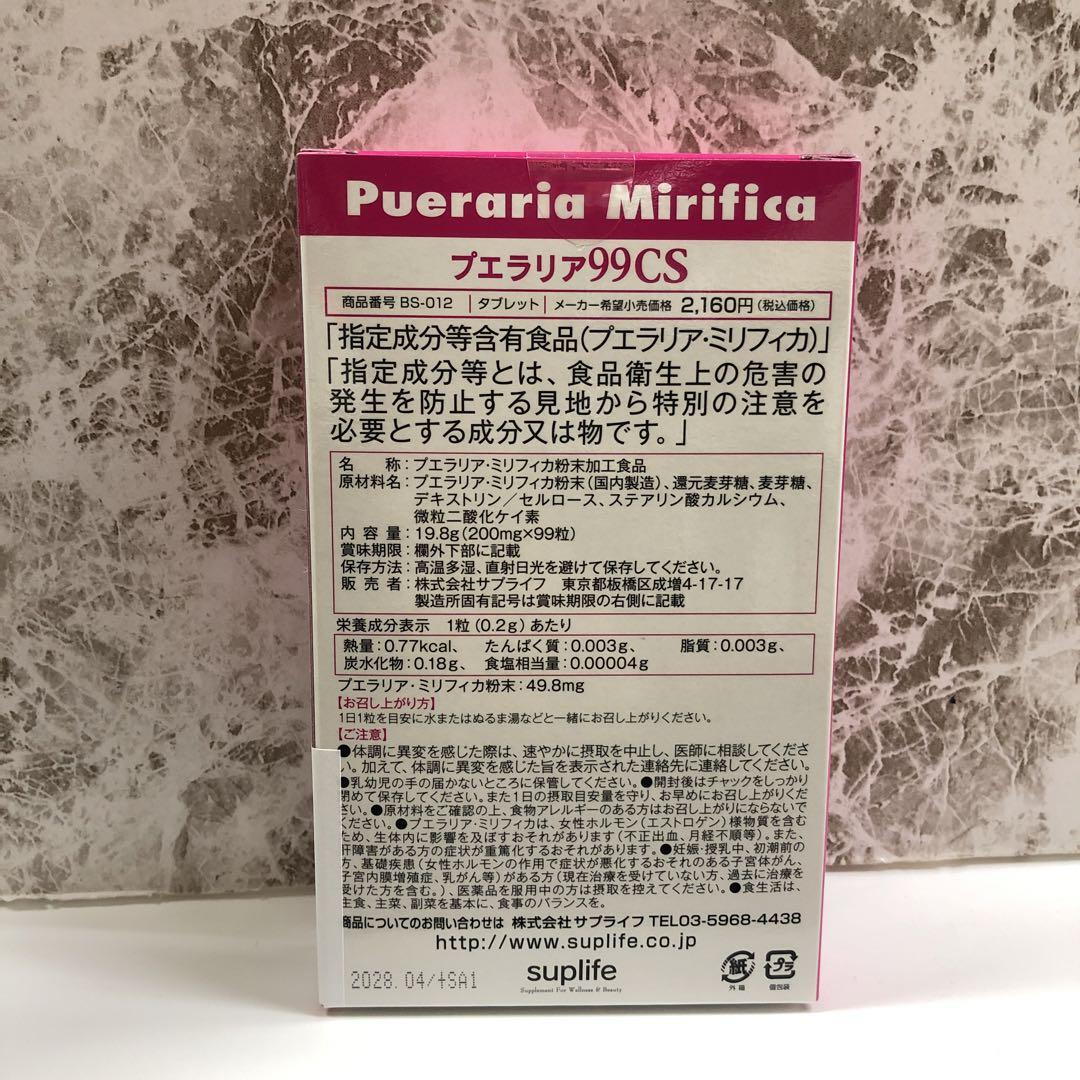 Pueraria Mirifica
プエラリア99CS
商品番号 BS-012 | タブレット | メーカー希望小売価格 2,160円(税込価格)
「指定成分等含有食品(プエラリア・ミリフィカ)」
「指定成分等とは、食品衛生上の危害の
発生を防止する見地から特別の注意を
必要とする成分又は物です。」
名 称:プエラリア・ミリフィカ粉末加工食品
原材料名:プエラリア・ミリフィカ粉末(国内製造)、還元麦芽糖、麦芽糖、
デキストリン/セルロース、ステアリン酸カルシウム、
微粒二酸化ケイ素
内 容 量:19.8g(200mg×99粒)
賞味期限:欄外下部に記載
保存方法:高温多湿、直射日光を避けて保存してください。
販 売 者:株式会社サプライフ 東京都板橋区成増4-17-17
製造所固有記号は賞味期限の右側に記載
栄養成分表示 1粒(0.2g)あたり
熱量:0.77kcal、 たんぱく質:0.003g、 脂質:0.003g、
炭水化物:0.18g、 食塩相当量:0.00004g
プエラリア・ミリフィカ粉末:49.8mg
【お召し上がり方】
1日1粒を目安に水またはぬるま湯などと一緒にお召し上がりください。
【ご注意】
●体調に異変を感じた際は、速やかに摂取を中止し、医師に相談してくださ
い。加えて、体調に異変を感じた旨を表示された連絡先に連絡してください。
●乳幼児の手の届かないところに保管してください。●開封後はチャックをしっかり
閉めて保存してください。また1日の摂取目安量を守り、お早めにお召し上がりくだ
さい。●原材料をご確認の上、食物アレルギーのある方はお召し上がりにならないで
ください。●プエラリア・ミリフィカは、女性ホルモン(エストロゲン)様物質を含む
ため、生体内に影響を及ぼすおそれがあります(不正出血、月経不順等)。また、
肝障害がある方の症状が重篤化するおそれがあります。●妊娠・授乳中、初潮前の
方、基礎疾患(女性ホルモンの作用で症状が悪化するおそれのある子宮体がん、
子宮内膜増殖症、乳がん等)がある方(現在治療を受けていない方、過去に治療を
受けた方を含む。)、医薬品を服用中の方は摂取を控えてください。●食生活は、
主食、主菜、副菜を基本に、食事のバランスを。
商品についてのお問い合わせは 株式会社サプライフ TEL03-5968-4438
http://www.suplife.co.jp
2028.04/+SA1
suplife
Supplement For Wellness & Beauty
紙
外箱
プラ
個包装